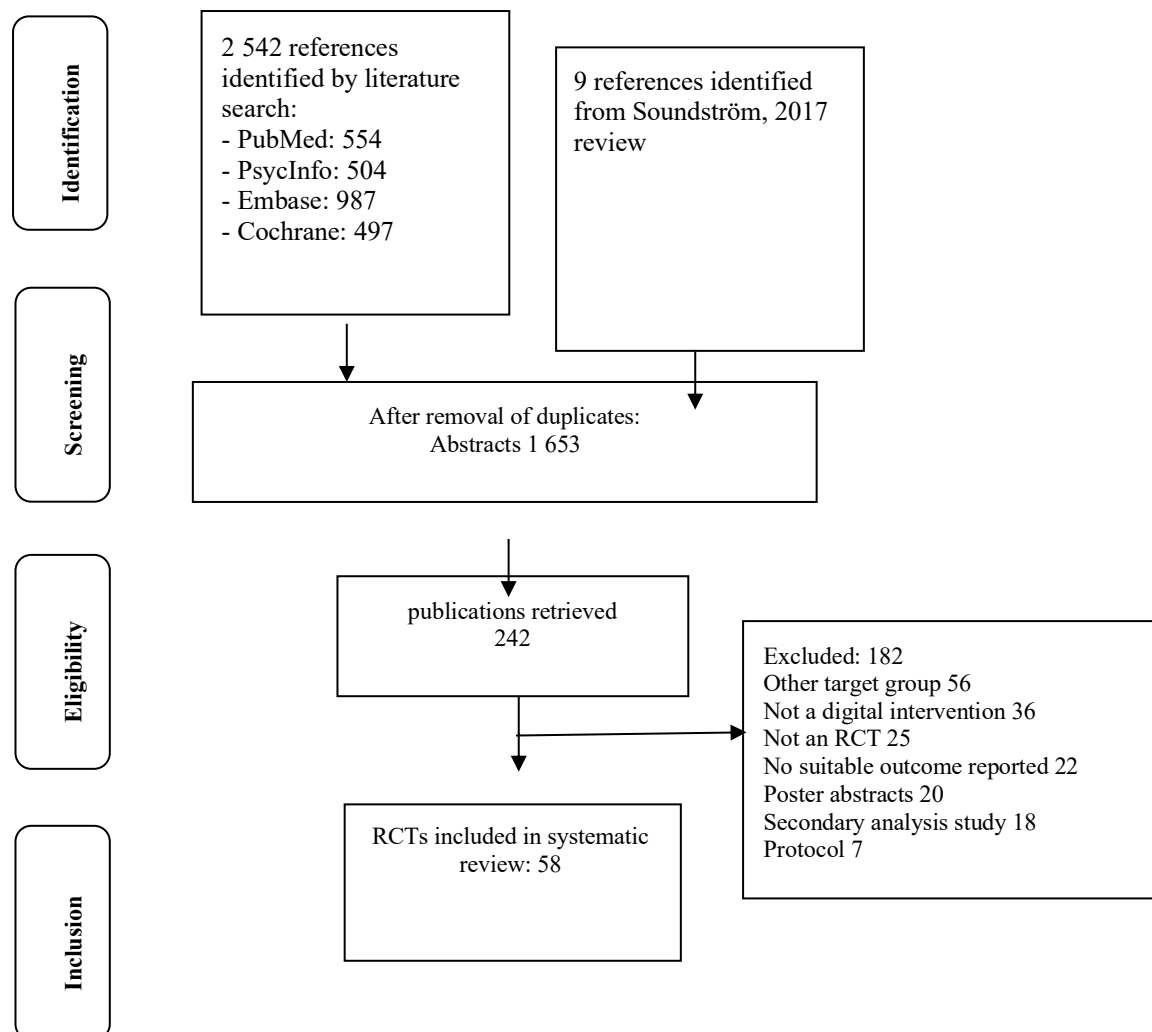 Identification
2 542 references
identified by literature
search:
- PubMed: 554
- PsycInfo: 504
- Embase: 987
- Cochrane: 497
9 references identified
from Soundström, 2017
review
Screening
After removal of duplicates:
Abstracts 1 653
Eligibility
publications retrieved
242
Excluded: 182
Other target group 56
Not a digital intervention 36
Not an RCT 25
No suitable outcome reported 22
Poster abstracts 20
Secondary analysis study 18
Protocol 7
Inclusion
RCTs included in systematic
review: 58